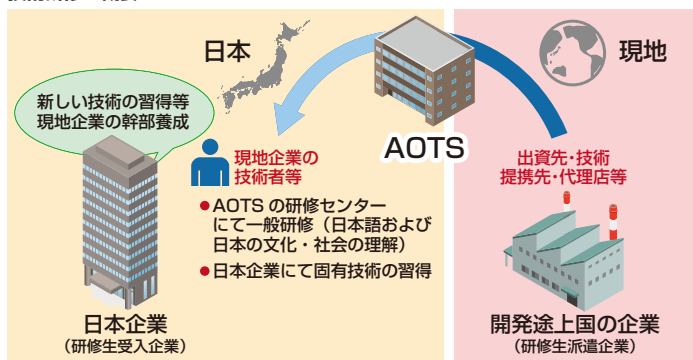 日本
現地
新しい技術の習得等
現地企業の幹部養成
AOTS
現地企業の
技術者等
出資先・技術
提携先・代理店等
●AOTSの研修センター
にて一般研修（日本語および
日本の文化・社会の理解）
●日本企業にて固有技術の習得
日本企業
（研修生受入企業）
開発途上国の企業
（研修生派遣企業）